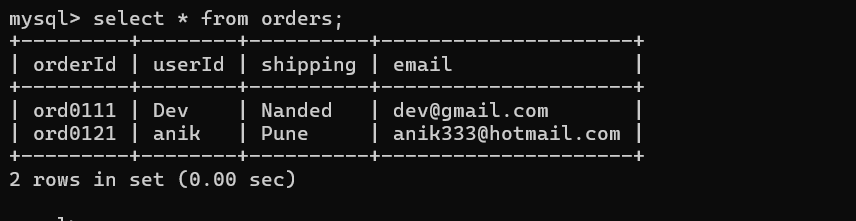 mysql> select * from orders;
+---------+--------+----------+---------------------+
| orderId | userId | shipping | email               |
+---------+--------+----------+---------------------+
| ord0111 | Dev    | Nanded   | dev@gmail.com       |
| ord0121 | anik   | Pune     | anik333@hotmail.com |
+---------+--------+----------+---------------------+
2 rows in set (0.00 sec)